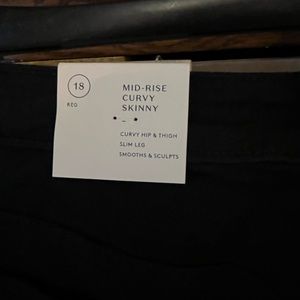 18
REG
MID-RISE
CURVY
SKINNY
CURVY HIP & THIGH
SLIM LEG
SMOOTHS & SCULPTS